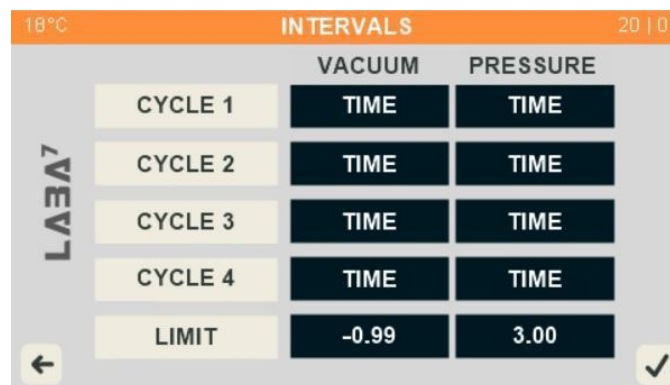 18°C INTERVALS 20 | 0
VACUUM PRESSURE
CYCLE 1 TIME TIME
CYCLE 2 TIME TIME
CYCLE 3 TIME TIME
CYCLE 4 TIME TIME
LIMIT -0.99 3.00
LABA7